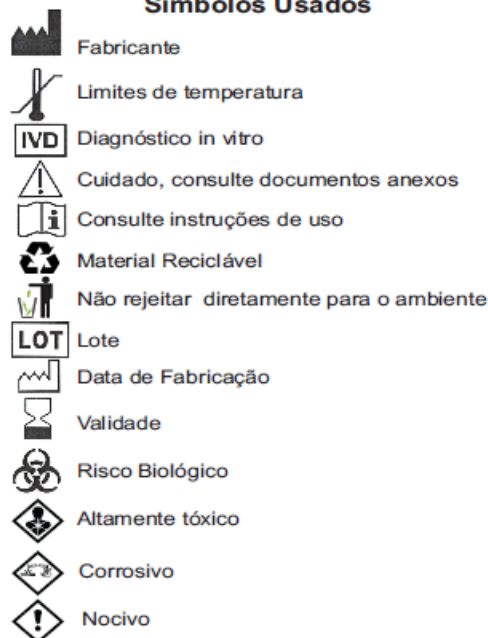 Símbolos Usados
Fabricante
Limites de temperatura
IVD Diagnóstico in vitro
Cuidado, consulte documentos anexos
i Consulte instruções de uso
Material Reciclável
Não rejeitar diretamente para o ambiente
LOT Lote
Data de Fabricação
Validade
Risco Biológico
Altamente tóxico
Corrosivo
Nocivo